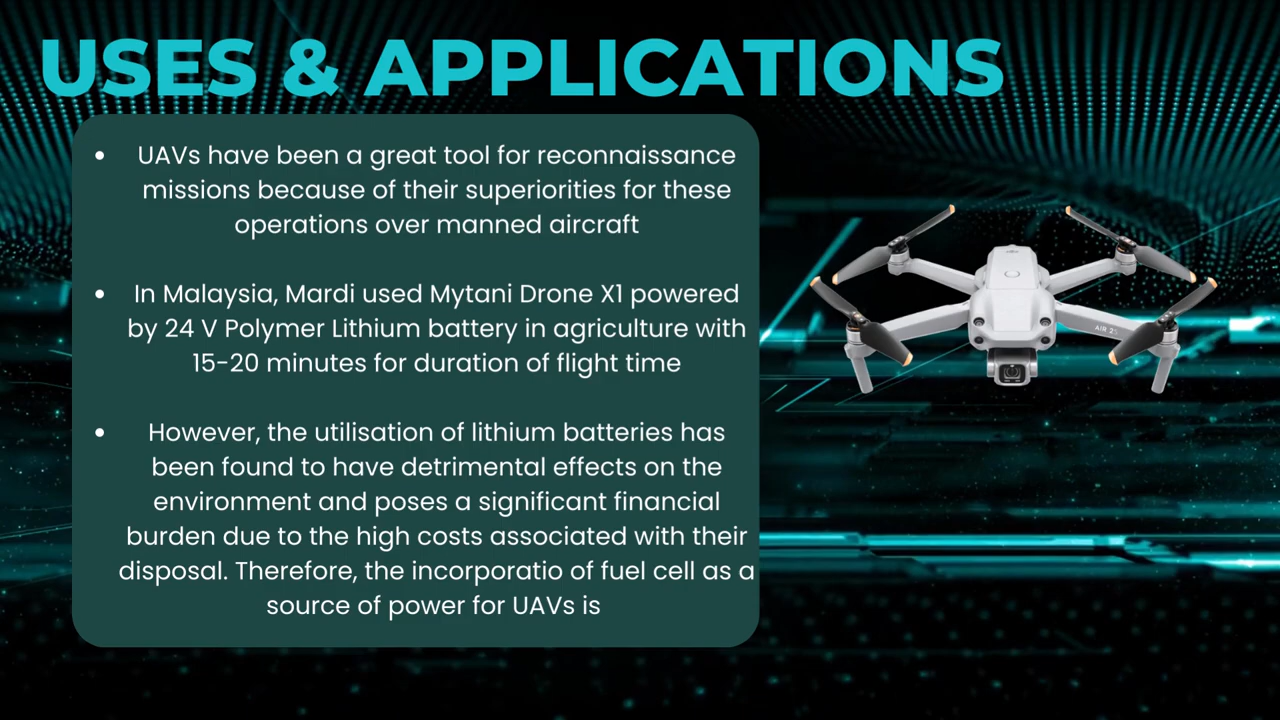 USES & APPLICATIONS
• UAVs have been a great tool for reconnaissance
missions because of their superiorities for these
operations over manned aircraft
• In Malaysia, Mardi used Mytani Drone X1 powered
by 24 V Polymer Lithium battery in agriculture with
15-20 minutes for duration of flight time
• However, the utilisation of lithium batteries has
been found to have detrimental effects on the
environment and poses a significant financial
burden due to the high costs associated with their
disposal. Therefore, the incorporatio of fuel cell as a
source of power for UAVs is
AIR 2S